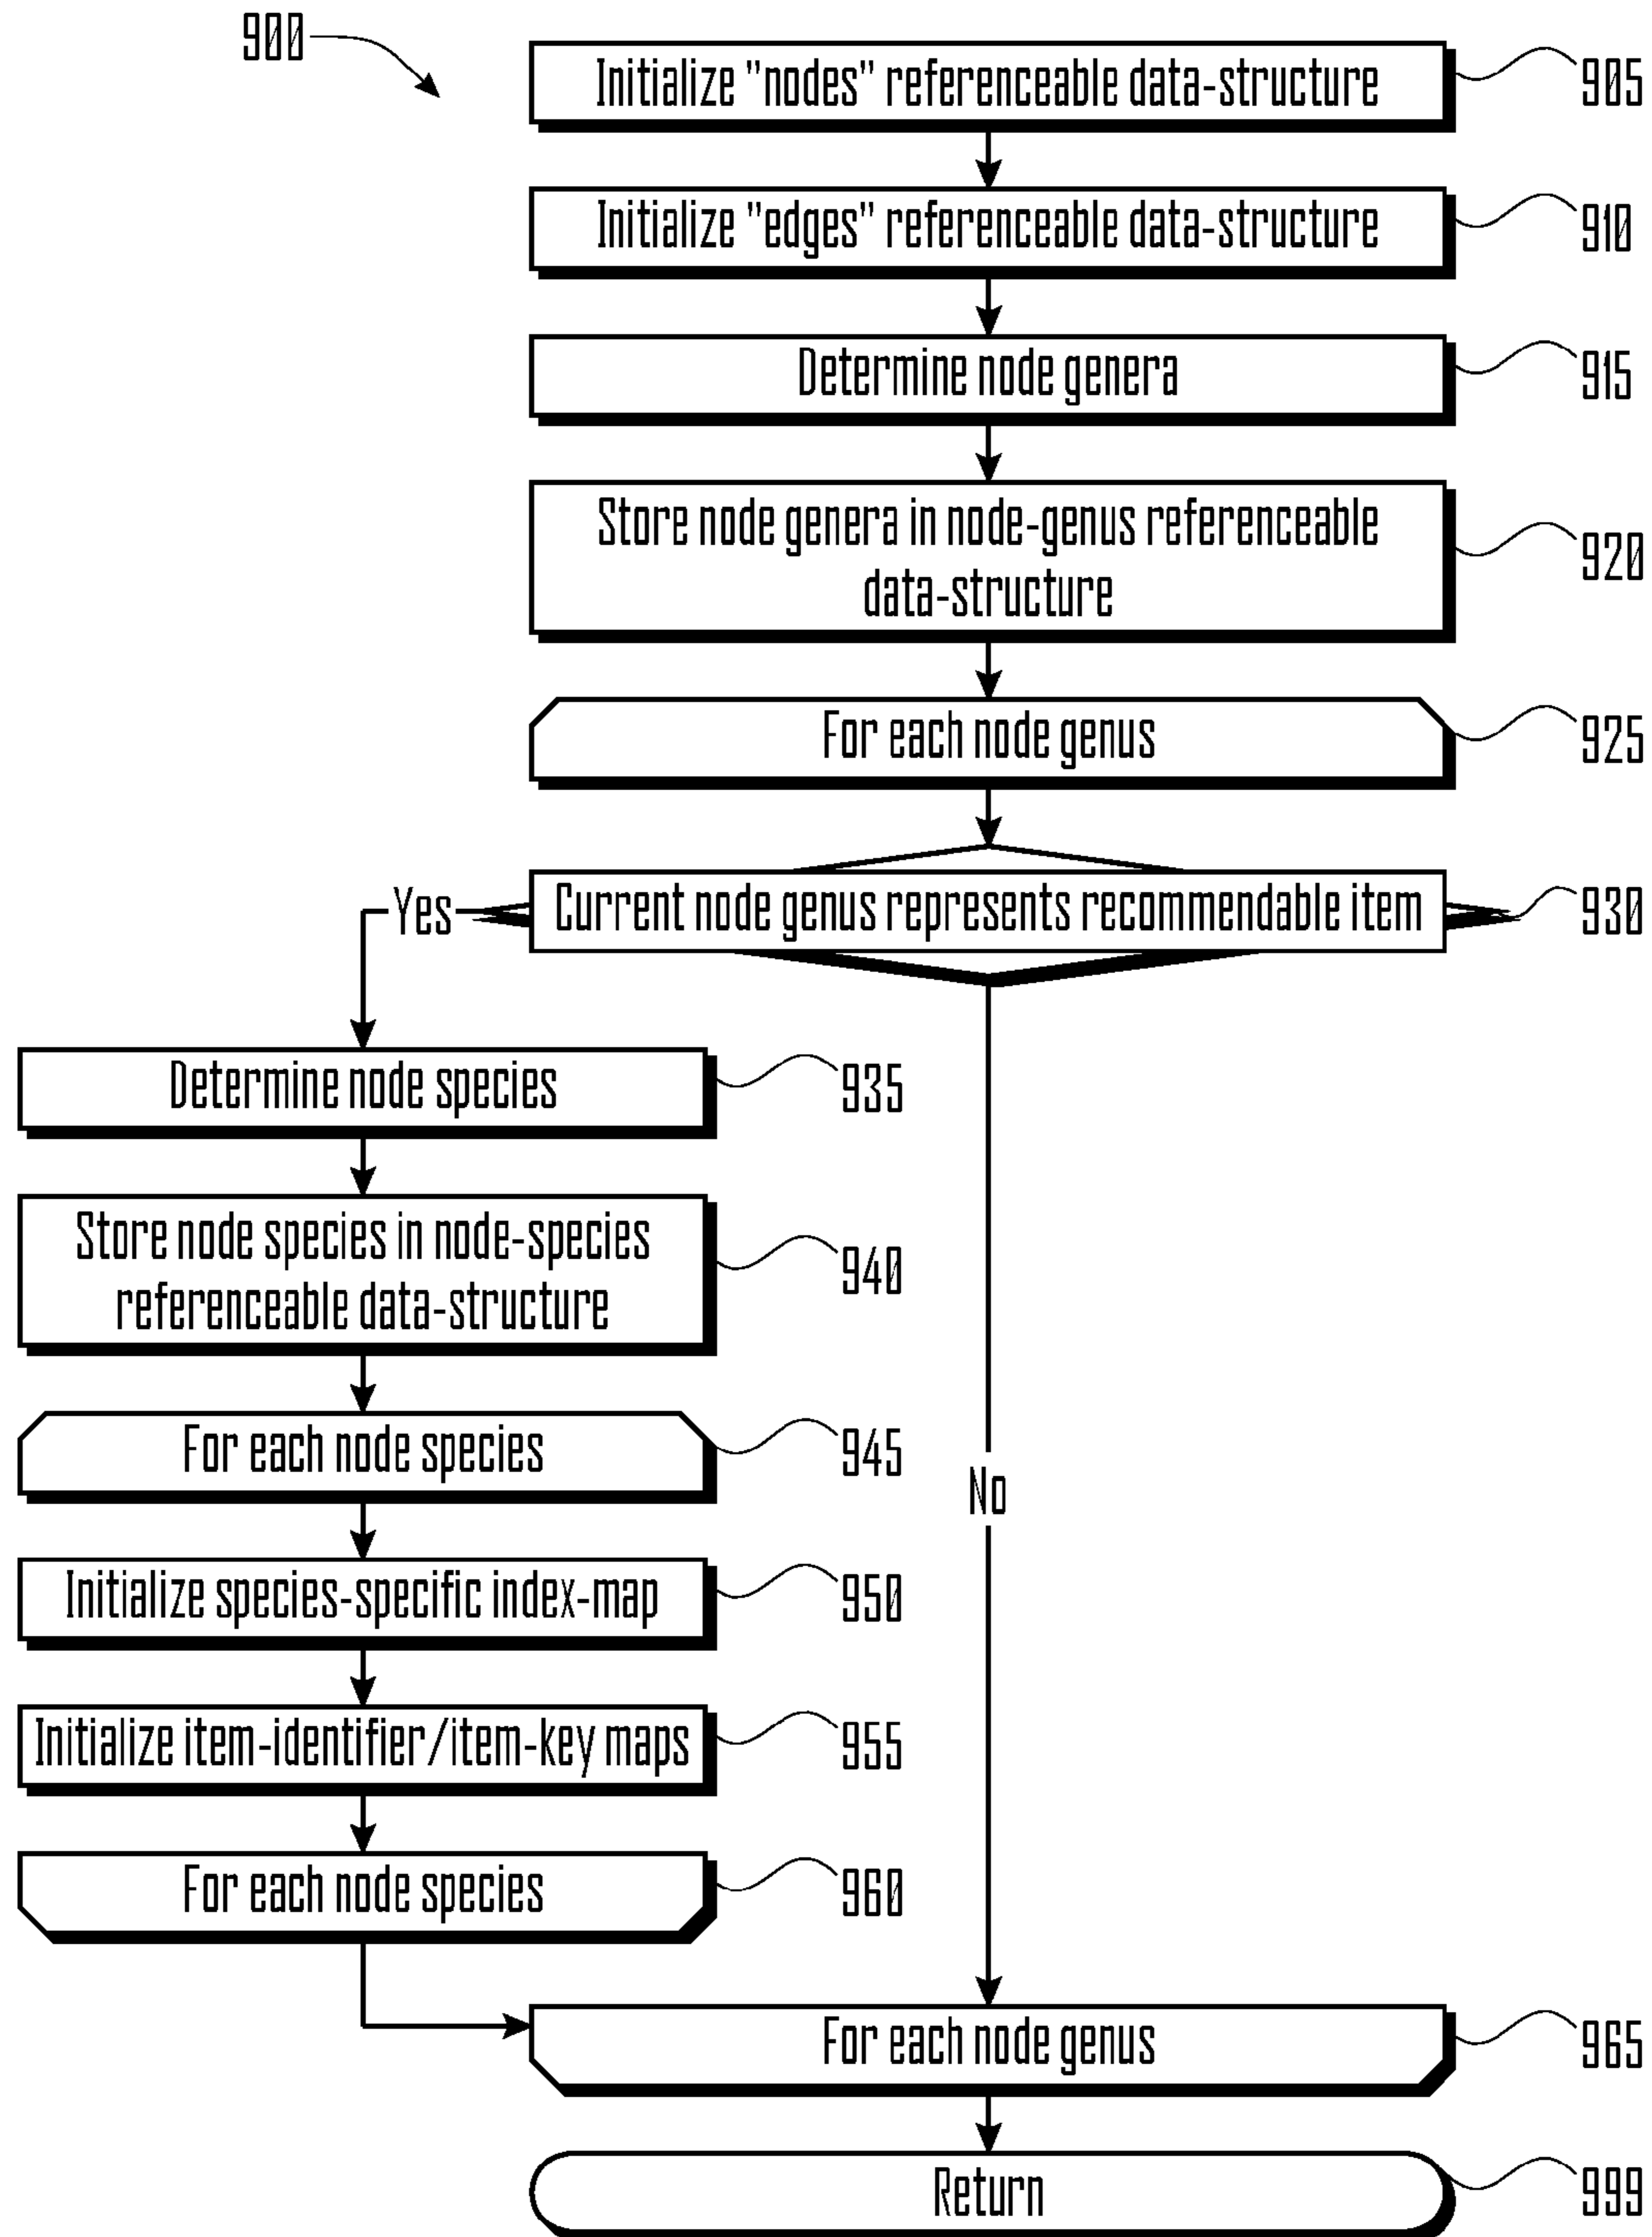 900
Initialize "nodes" referenceable data-structure
905
Initialize "edges" referenceable data-structure
910
Determine node genera
915
Store node genera in node-genus referenceable
data-structure
920
For each node genus
925
Current node genus represents recommendable item
930
Yes
Determine node species
935
Store node species in node-species
referenceable data-structure
940
For each node species
945
No
Initialize species-specific index-map
950
Initialize item-identifier/item-key maps
955
For each node species
960
For each node genus
965
Return
999